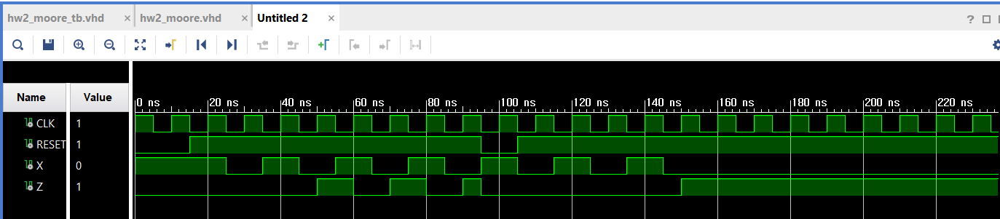 hw2_moore_tb.vhd × hw2_moore.vhd × Untitled 2 ×
?
Name Value 0 ns 20 ns 40 ns 60 ns 80 ns 100 ns 120 ns 140 ns 160 ns 180 ns 200 ns 220 ns
CLK 1
RESET 1
X 0
Z 1